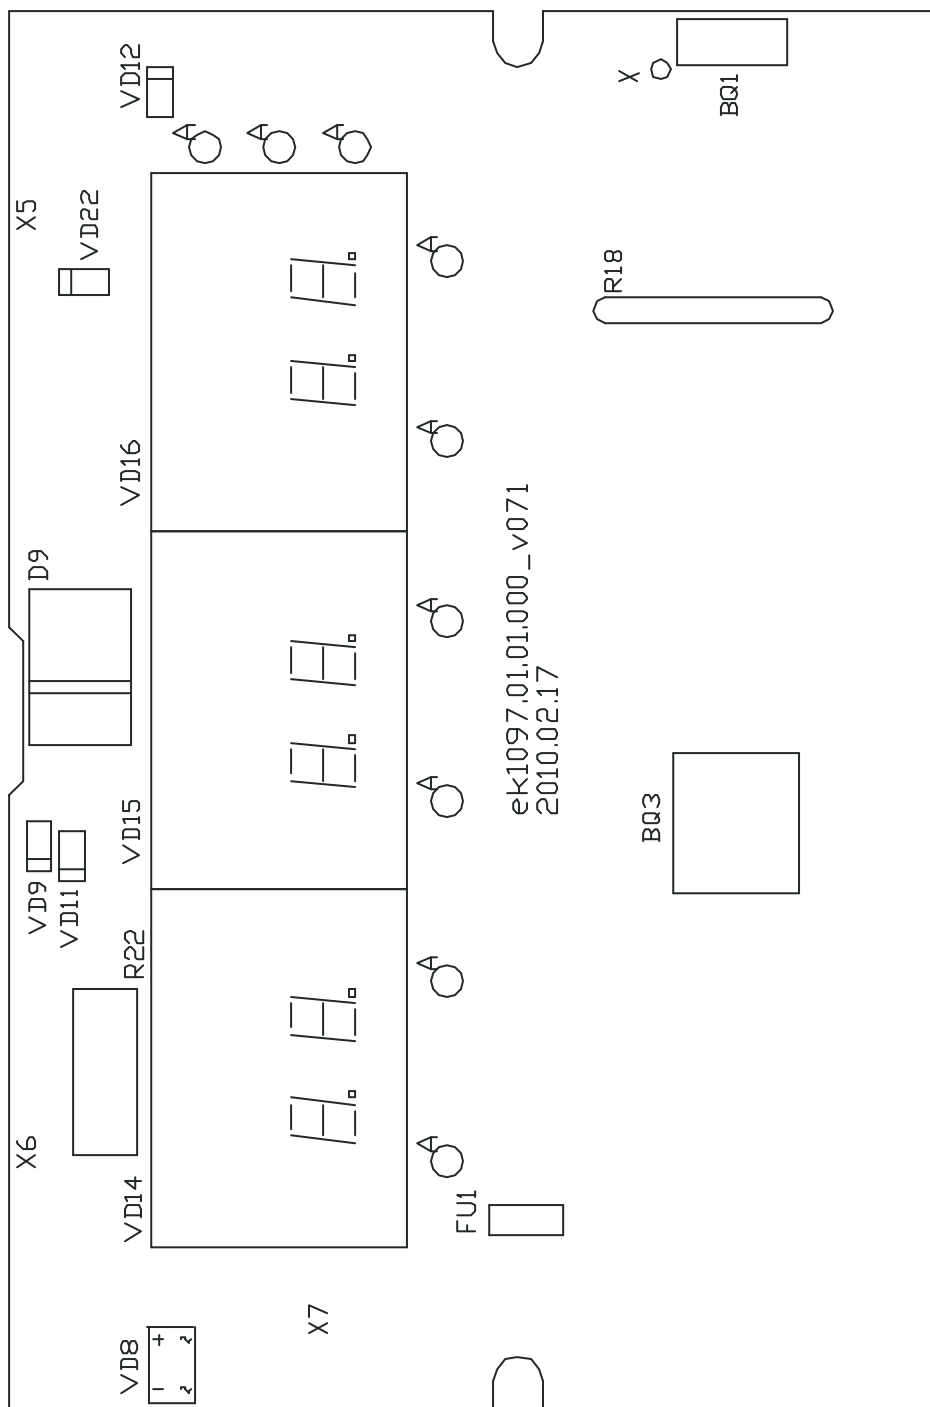 VD12
X
BQ1
X5
VD22
A
A
A
A
R18
A
VD16
D9
A
ek1097.01.01.000_v071
2010.02.17
A
VD15
BQ3
VD9
VD11
R22
A
X6
A
VD14
FU1
X7
VD8
+
-
~
~